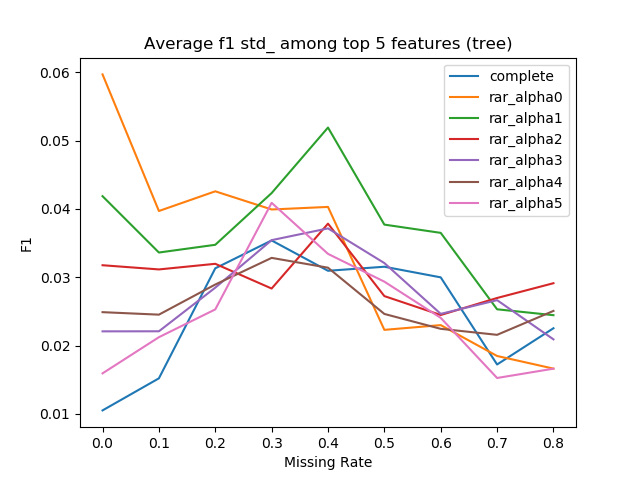 Average f1 std_ among top 5 features (tree)
0.06
0.05
0.04
0.03
0.02
0.01
F1
complete
rar_alpha0
rar_alpha1
rar_alpha2
rar_alpha3
rar_alpha4
rar_alpha5
0.0 0.1 0.2 0.3 0.4 0.5 0.6 0.7 0.8
Missing Rate